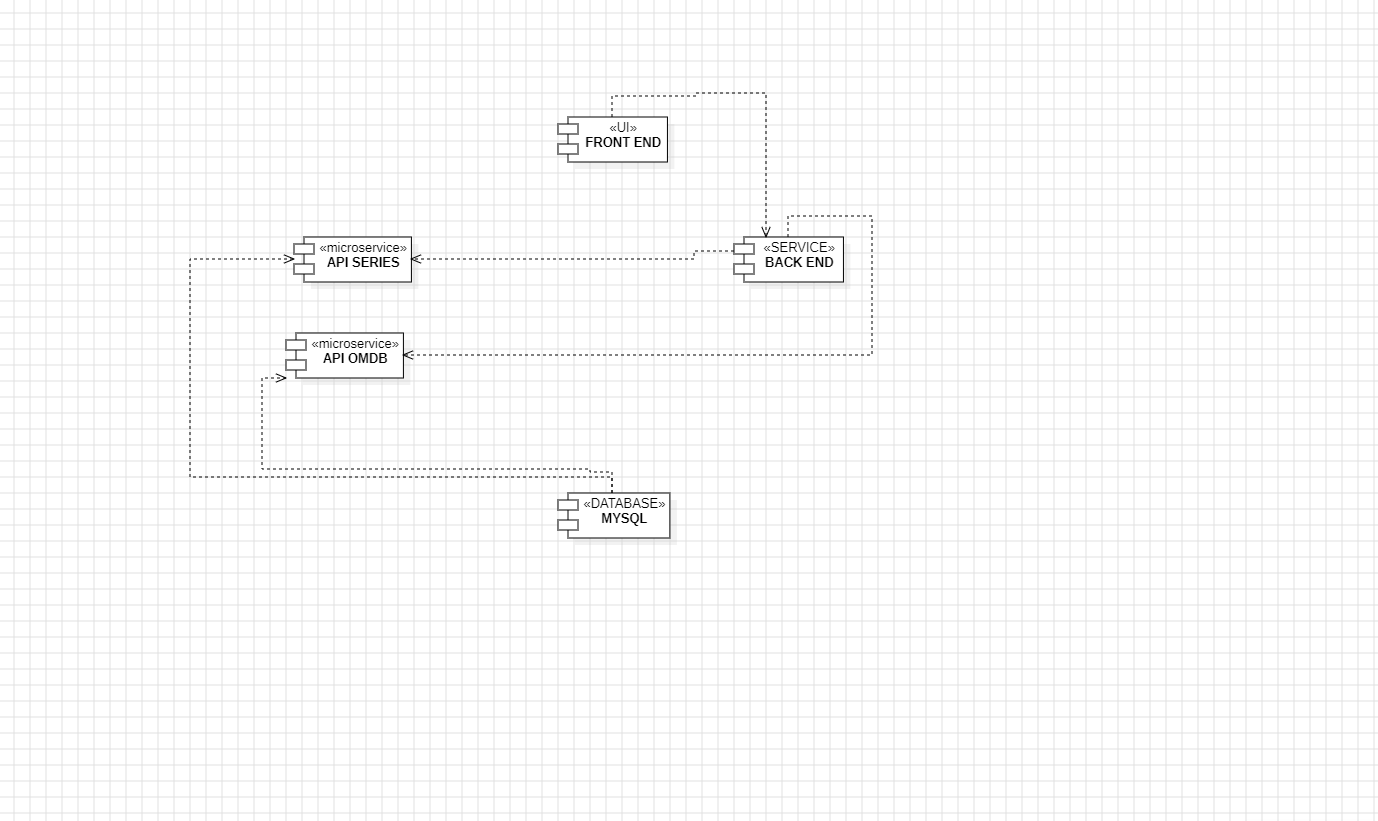 «UI»
FRONT END
«microservice»
API SERIES
«SERVICE»
BACK END
«microservice»
API OMDB
«DATABASE»
MYSQL